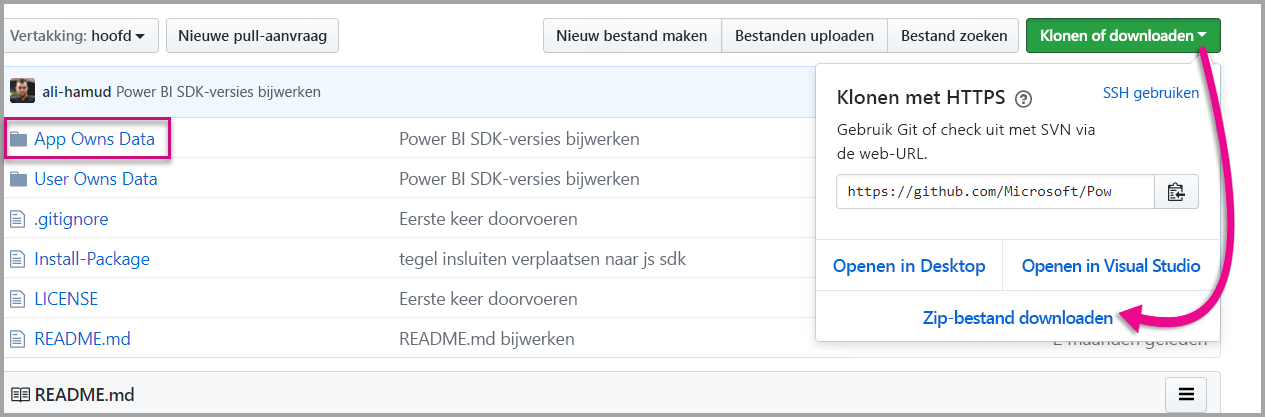 Vertakking: hoofd
Nieuwe pull-aanvraag
Nieuw bestand maken
Bestanden uploaden
Bestand zoeken
Klonen of downloaden
ali-hamud Power BI SDK-versies bijwerken
App Owns Data
Power BI SDK-versies bijwerken
User Owns Data
Power BI SDK-versies bijwerken
.gitignore
Eerste keer doorvoeren
Install-Package
tegel insluiten verplaatsen naar js sdk
LICENSE
Eerste keer doorvoeren
README.md
README.md bijwerken
2 maanden geleden
Klonen met HTTPS ?
SSH gebruiken
Gebruik Git of check uit met SVN via
de web-URL.
https://github.com/Microsoft/Pow
Openen in Desktop
Openen in Visual Studio
Zip-bestand downloaden
README.md